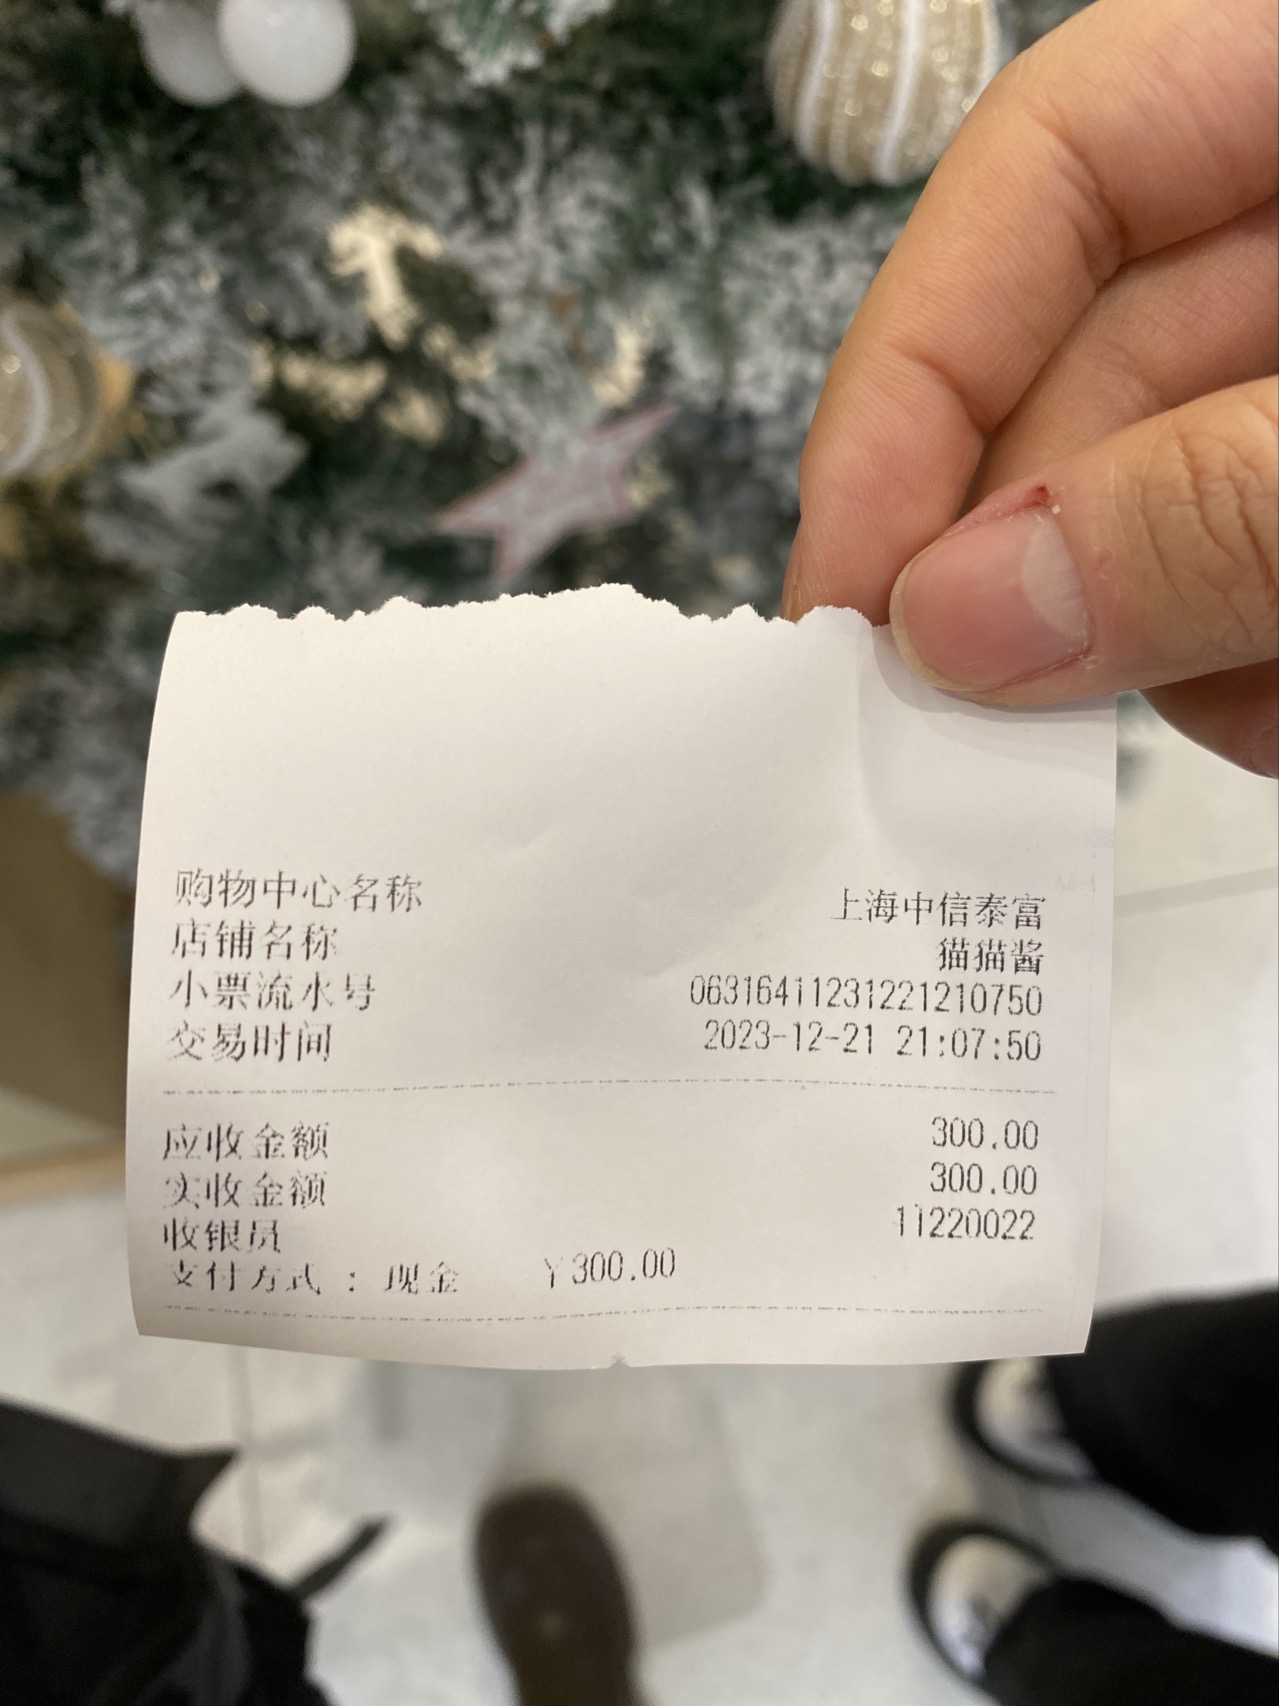 购物中心名称 上海中信泰富
店铺名称 猫猫酱
小票流水号 06316411231221210750
交易时间 2023-12-21 21:07:50
应收金额 300.00
实收金额 300.00
收银员 11220022
支付方式 : 现金 ¥300.00